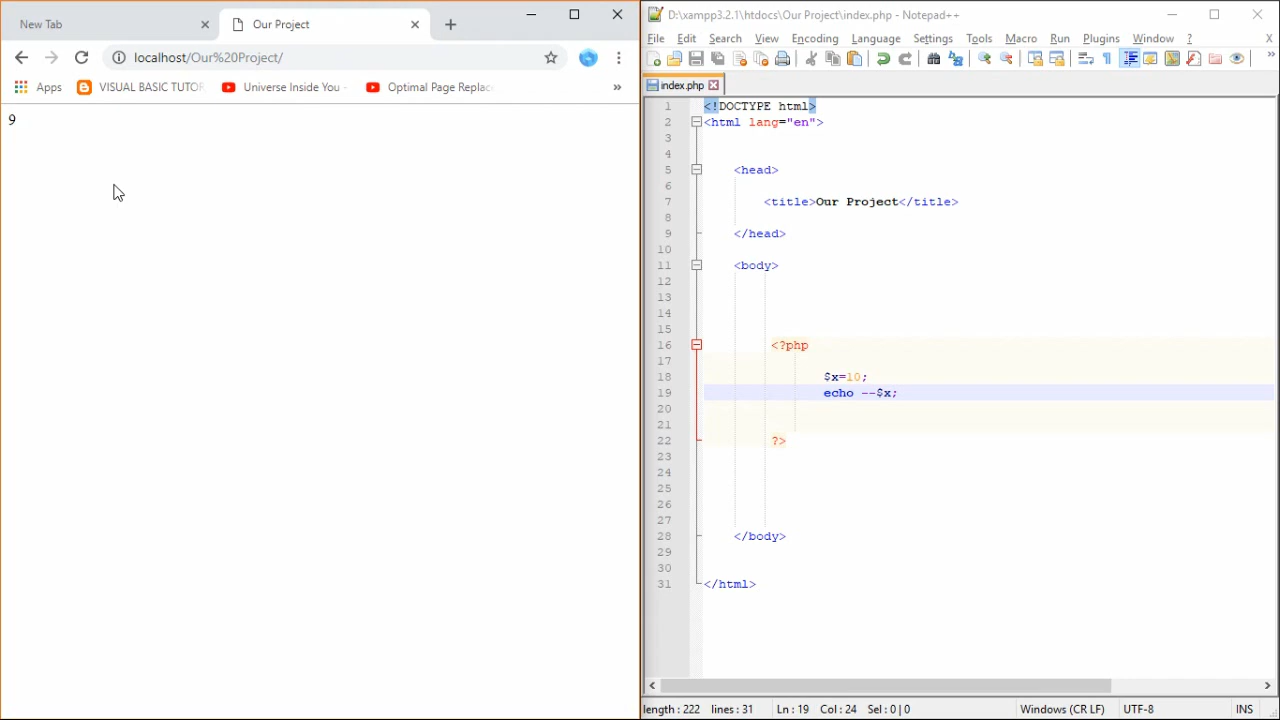 New Tab
Our Project
localhost/Our%20Project/
Apps
VISUAL BASIC TUTOR
Universe Inside You -
Optimal Page Replac
»
9
D:\xampp3.2.1\htdocs\Our Project\index.php - Notepad++
File Edit Search View Encoding Language Settings Tools Macro Run Plugins Window ? X
index.php
1 <!DOCTYPE html>
2 <html lang="en">
3
4
5 <head>
6
7 <title>Our Project</title>
8
9 </head>
10
11 <body>
12
13
14
15
16 <?php
17
18 $x=10;
19 echo --$x;
20
21
22 ?>
23
24
25
26
27
28 </body>
29
30
31 </html>
length : 222 lines : 31 Ln : 19 Col : 24 Sel : 0 | 0 Windows (CR LF) UTF-8 INS